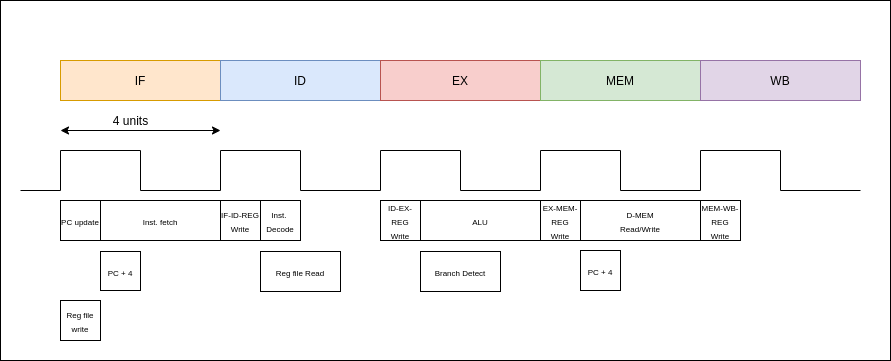 IF ID EX MEM WB
4 units
PC update Inst. fetch IF-ID-REG Write Inst. Decode ID-EX-REG Write ALU EX-MEM-REG Write D-MEM Read/Write MEM-WB-REG Write
PC + 4 Reg file Read Branch Detect PC + 4
Reg file
write